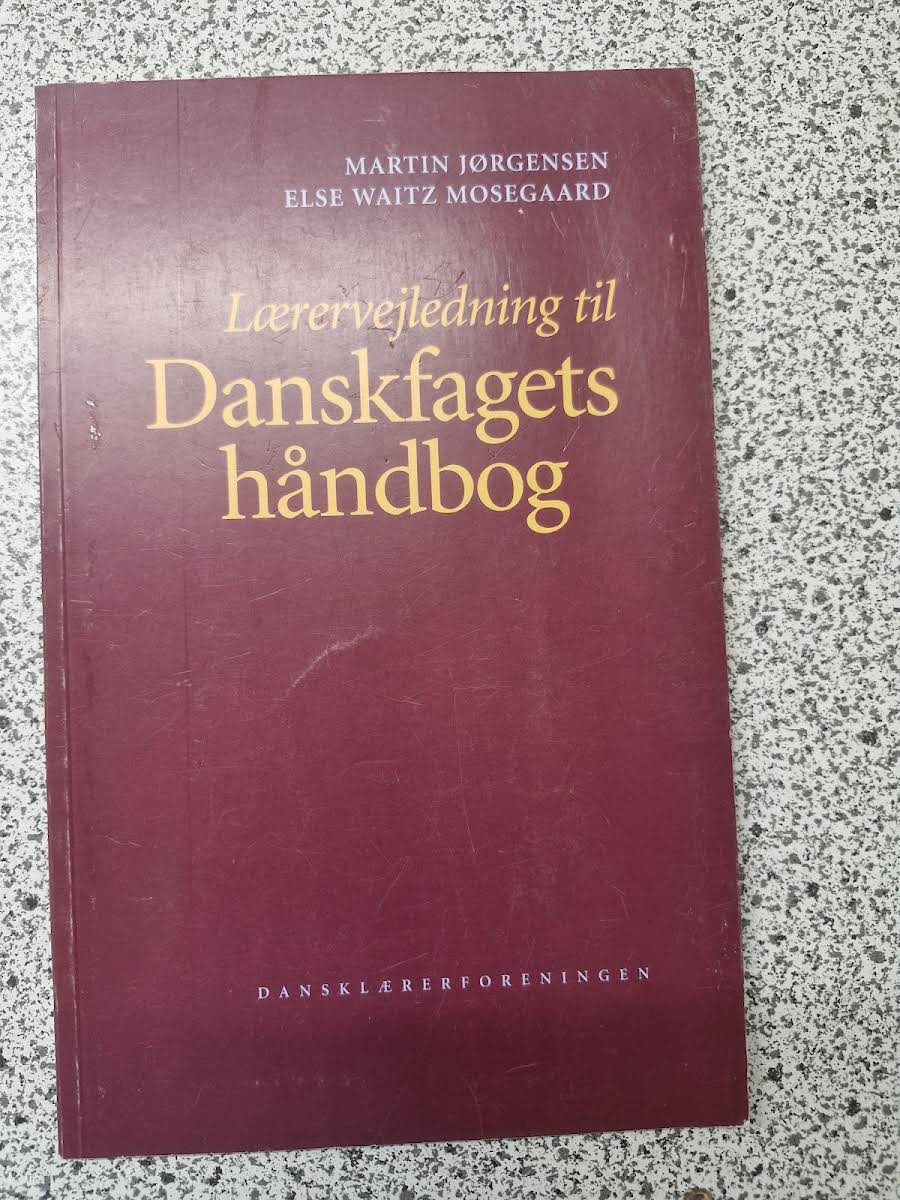 MARTIN JØRGENSEN
ELSE WAITZ MOSEGAARD
Lærervejledning til
Danskfagets
håndbog
DANSKLÆRERFORENINGEN